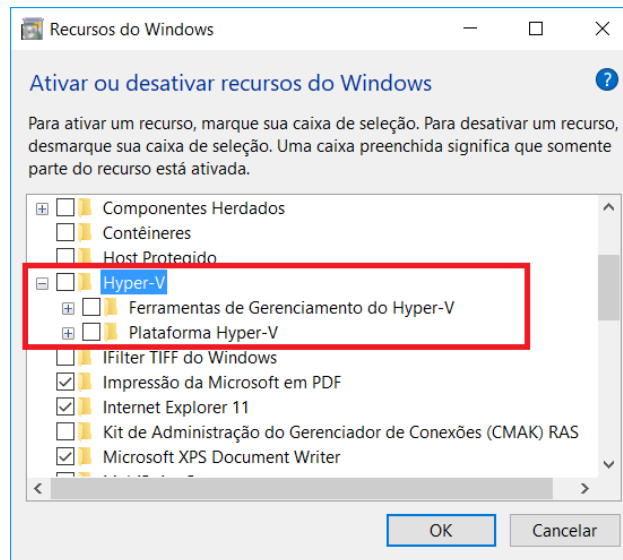 Recursos do Windows
Ativar ou desativar recursos do Windows
?
Para ativar um recurso, marque sua caixa de seleção. Para desativar um recurso,
desmarque sua caixa de seleção. Uma caixa preenchida significa que somente
parte do recurso está ativada.
Componentes Herdados
Contêineres
Host Protegido
Hyper-V
Ferramentas de Gerenciamento do Hyper-V
Plataforma Hyper-V
IFilter TIFF do Windows
Impressão da Microsoft em PDF
Internet Explorer 11
Kit de Administração do Gerenciador de Conexões (CMAK) RAS
Microsoft XPS Document Writer
OK
Cancelar